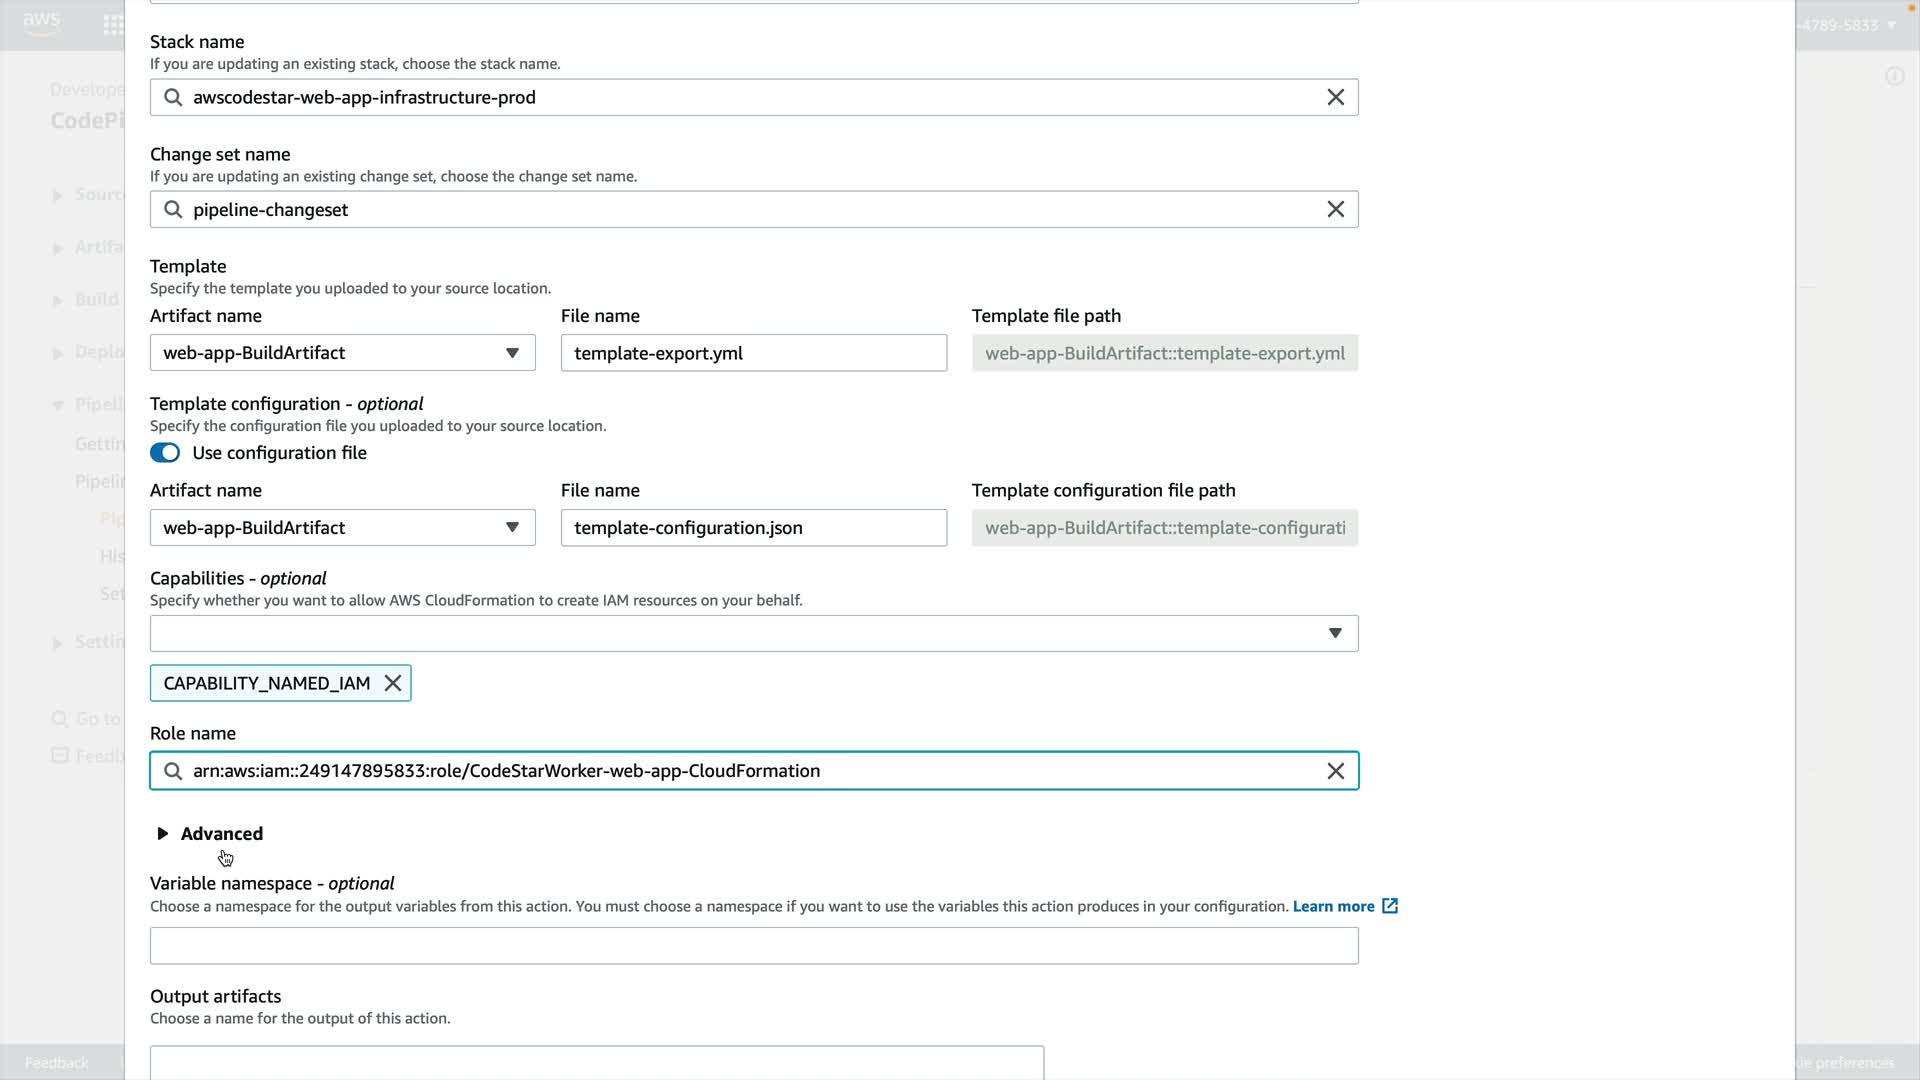 aws
-4789-5833
Stack name
If you are updating an existing stack, choose the stack name.
awscodestar-web-app-infrastructure-prod
Change set name
If you are updating an existing change set, choose the change set name.
pipeline-changeset
Template
Specify the template you uploaded to your source location.
Artifact name
File name
Template file path
web-app-BuildArtifact
template-export.yml
web-app-BuildArtifact::template-export.yml
Template configuration - optional
Specify the configuration file you uploaded to your source location.
Use configuration file
Artifact name
File name
Template configuration file path
web-app-BuildArtifact
template-configuration.json
web-app-BuildArtifact::template-configurati
Capabilities - optional
Specify whether you want to allow AWS CloudFormation to create IAM resources on your behalf.
CAPABILITY_NAMED_IAM
Role name
arn:aws:iam::249147895833:role/CodeStarWorker-web-app-CloudFormation
Advanced
Variable namespace - optional
Choose a namespace for the output variables from this action. You must choose a namespace if you want to use the variables this action produces in your configuration. Learn more
Output artifacts
Choose a name for the output of this action.
Develope
CodePi
Sourc
Artifa
Build
Deplo
Pipeli
Gettin
Pipelin
Pip
His
Set
Settin
Go to
Feedb
Feedback
kie preferences